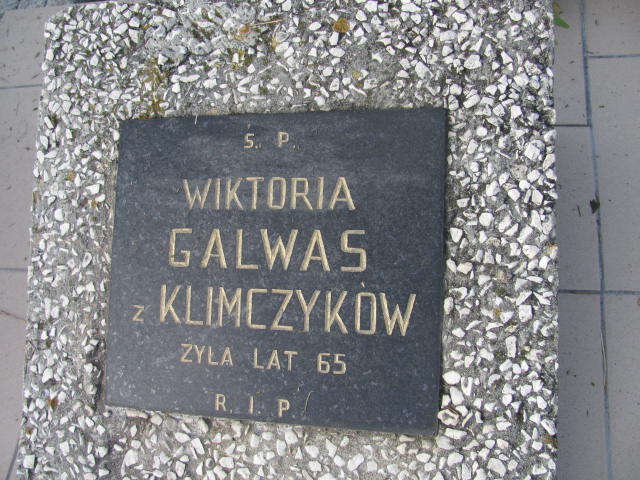 Ś. P.
WIKTORIA
GALWAS
z KLIMCZYKÓW
ŻYŁA LAT 65
R. I. P